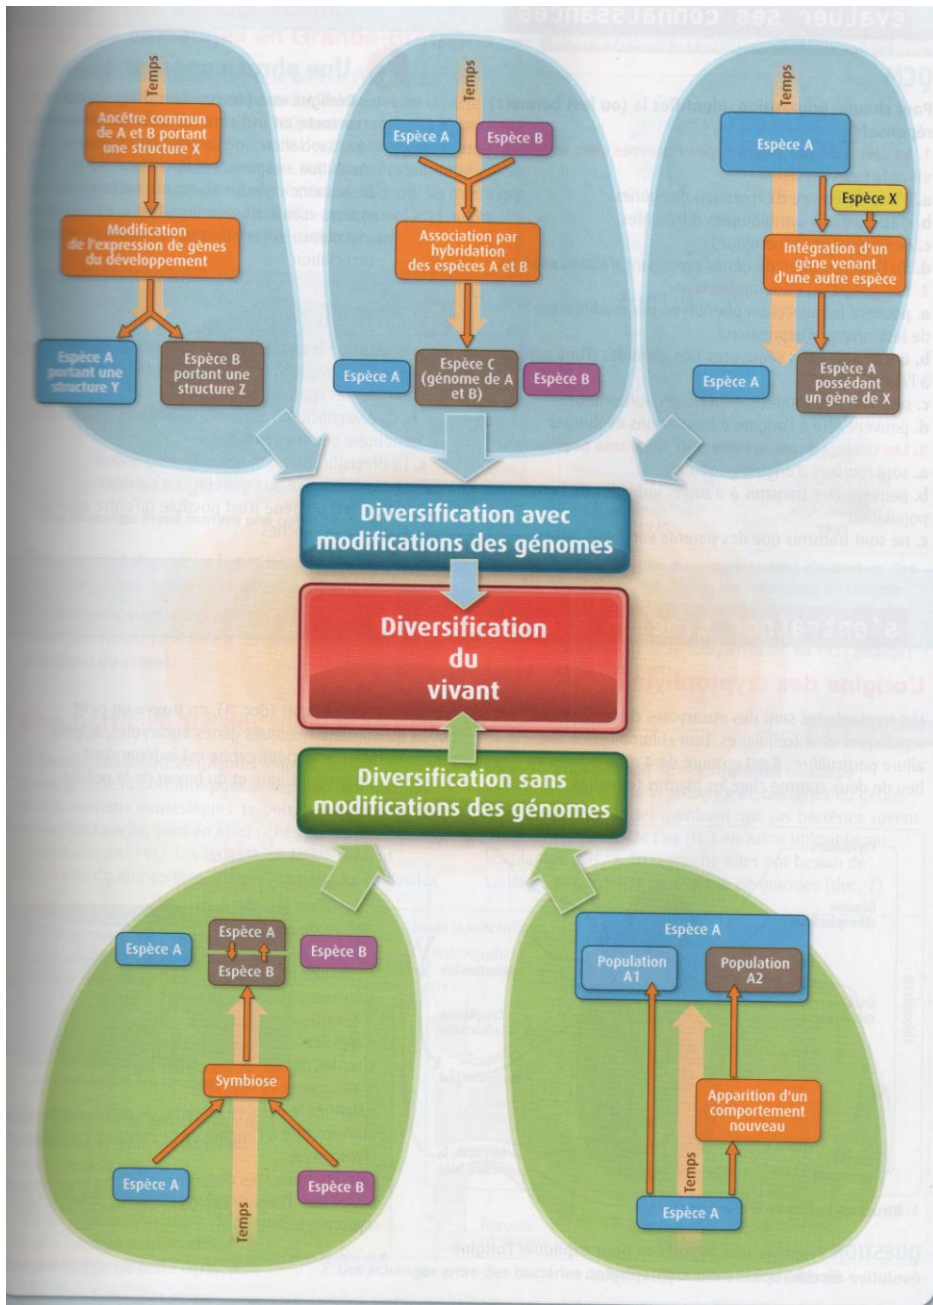 Temps
Ancêtre commun
de A et B portant
une structure X
Modification
de l'expression de gènes
du développement
Espèce A
portant une
structure Y
Espèce B
portant une
structure Z
Temps
Espèce A
Espèce B
Association par
hybridation
des espèces A et B
Espèce A
Espèce C
(génome de A
et B)
Espèce B
Temps
Espèce A
Espèce X
Intégration d'un
gène venant
d'une autre espèce
Espèce A
Espèce A
possédant
un gène de X
Diversification avec
modifications des génomes
Diversification
du
vivant
Diversification sans
modifications des génomes
Espèce A
Espèce A
Espèce B
Espèce B
Symbiose
Espèce A
Espèce B
Temps
Espèce A
Population
A1
Population
A2
Apparition d'un
comportement
nouveau
Temps
Espèce A